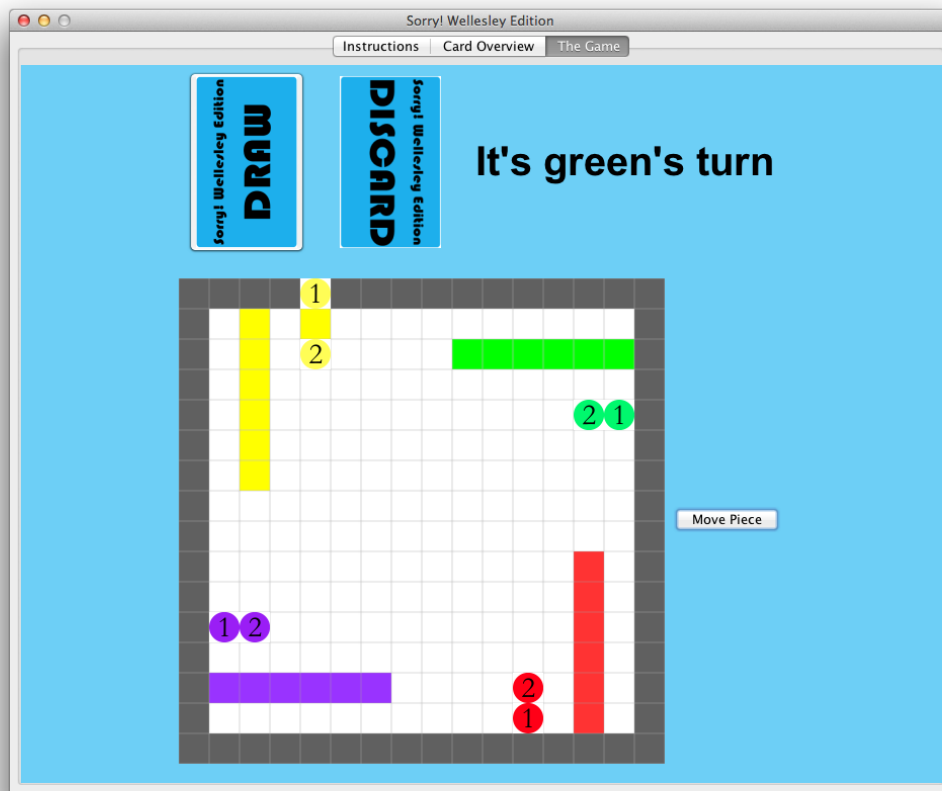 Sorry! Wellesley Edition
Instructions
Card Overview
The Game
Sorry! Wellesley Edition
DRAW
DISCARD
Sorry! Wellesley Edition
It's green's turn
1
2
2
1
Move Piece
1
2
2
1